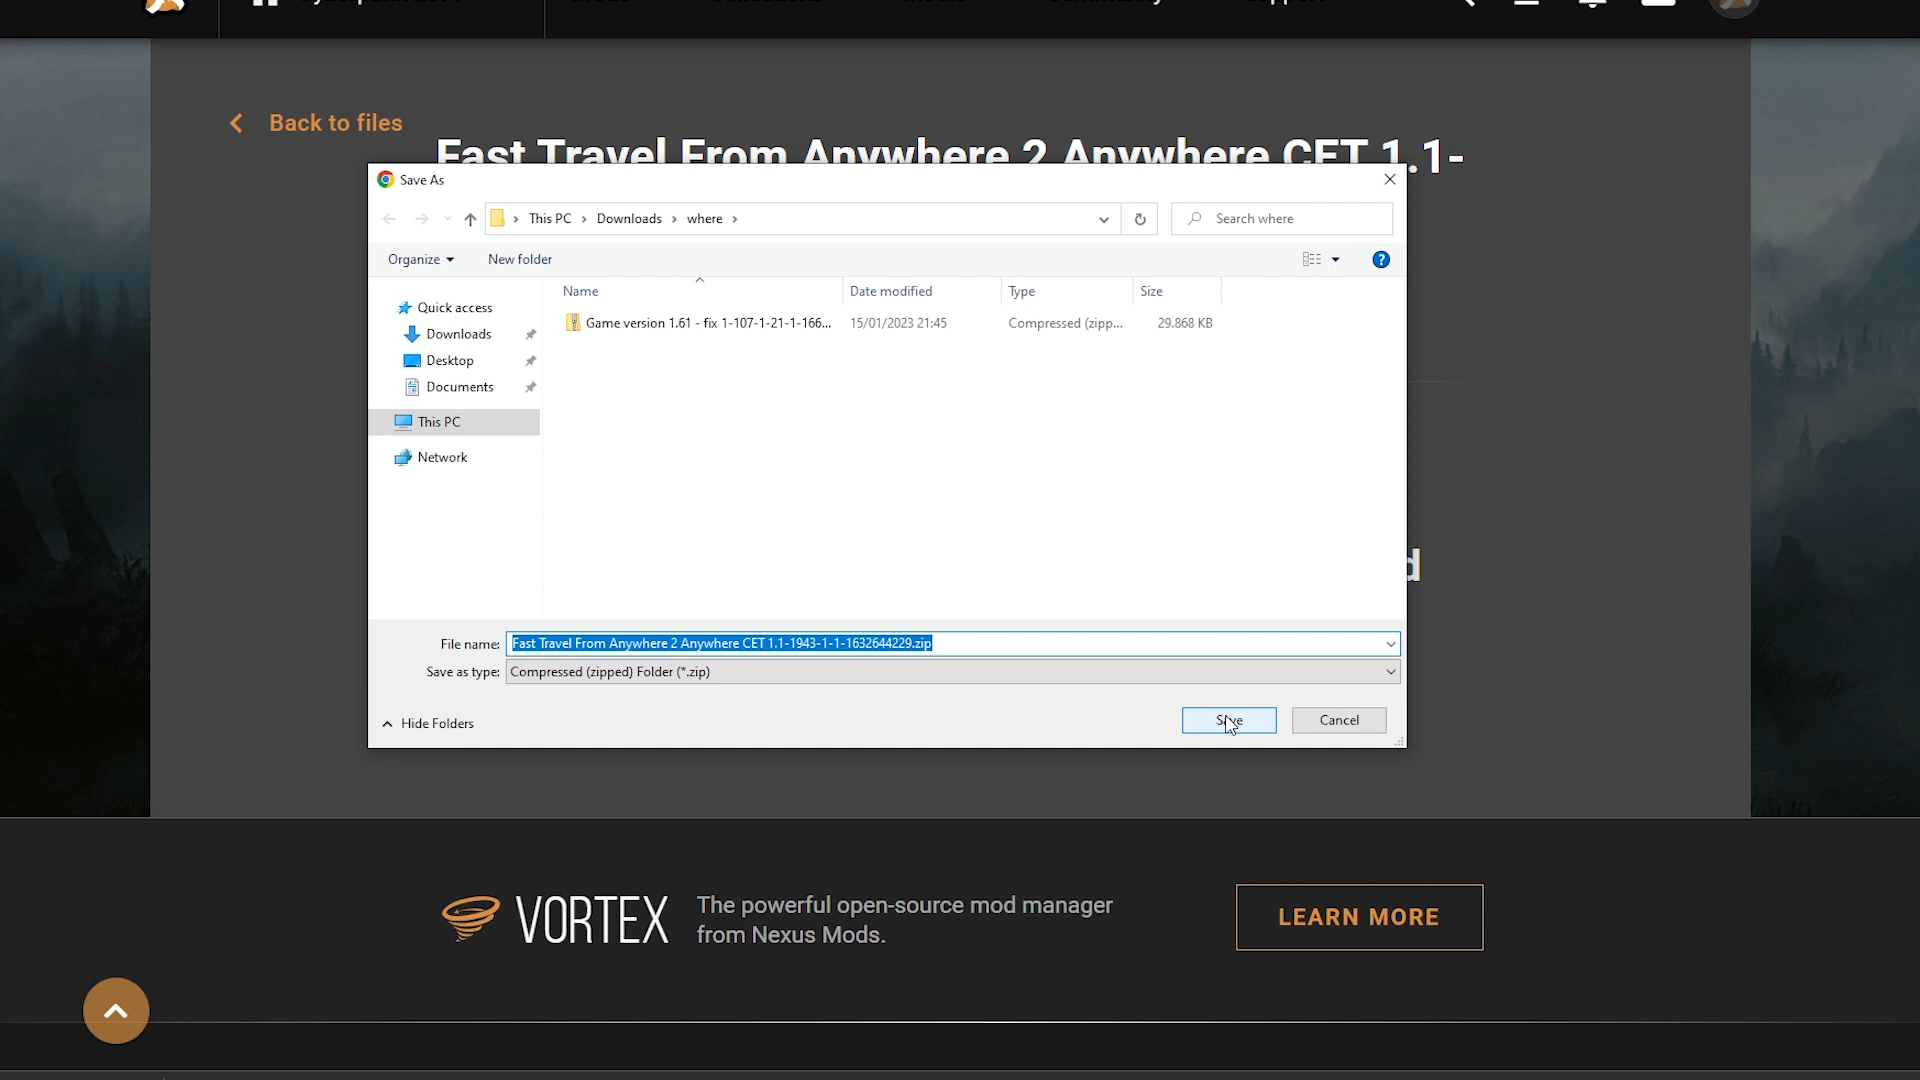 Back to files
Fast Travel From Anywhere 2 Anywhere CET 1.1-
Save As
This PC
Downloads
where
Search where
Organize
New folder
Name
Date modified
Type
Size
Game version 1.61 - fix 1-107-1-21-1-166...
15/01/2023 21:45
Compressed (zipp...
29.868 KB
Quick access
Downloads
Desktop
Documents
This PC
Network
d
File name:
Fast Travel From Anywhere 2 Anywhere CET 1.1-1943-1-1-1632644229.zip
Save as type:
Compressed (zipped) Folder (*.zip)
Hide Folders
Save
Cancel
VORTEX
The powerful open-source mod manager
from Nexus Mods.
LEARN MORE